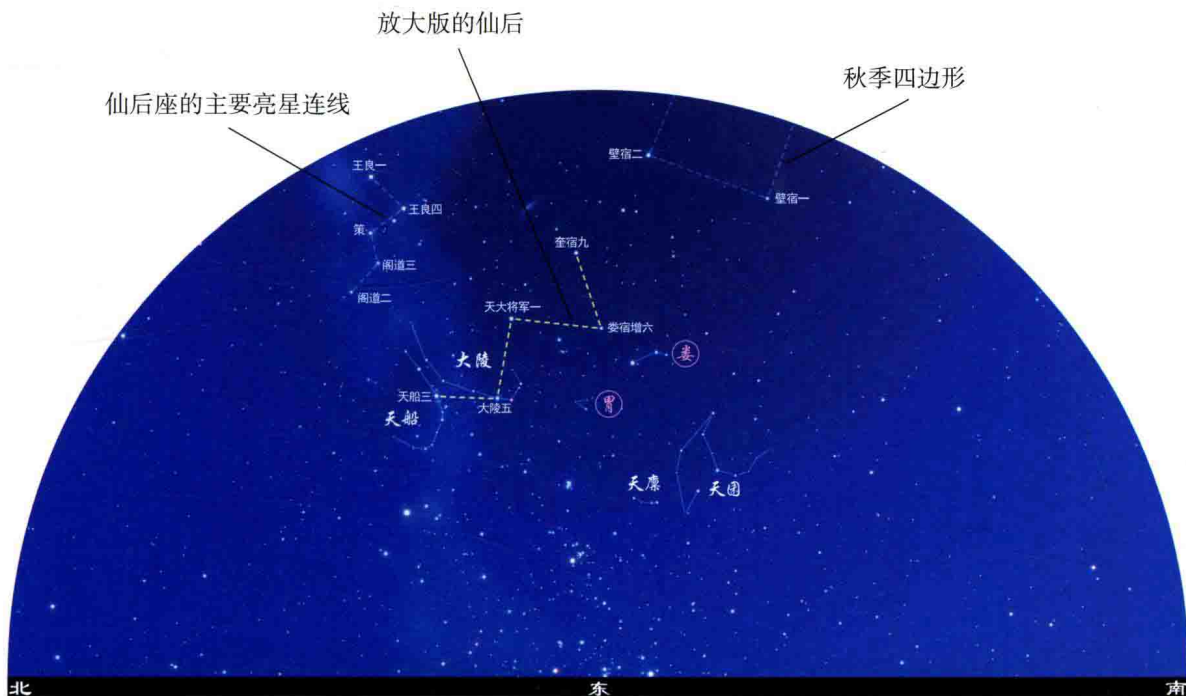 放大版的仙后
秋季四边形
仙后座的主要亮星连线
壁宿二
王良一
壁宿一
王良四
策
奎宿九
阁道三
阁道二
天大将军一
娄宿增六
娄
大陵
天船三
大陵五
胃
天船
天廪
天囷
北
东
南